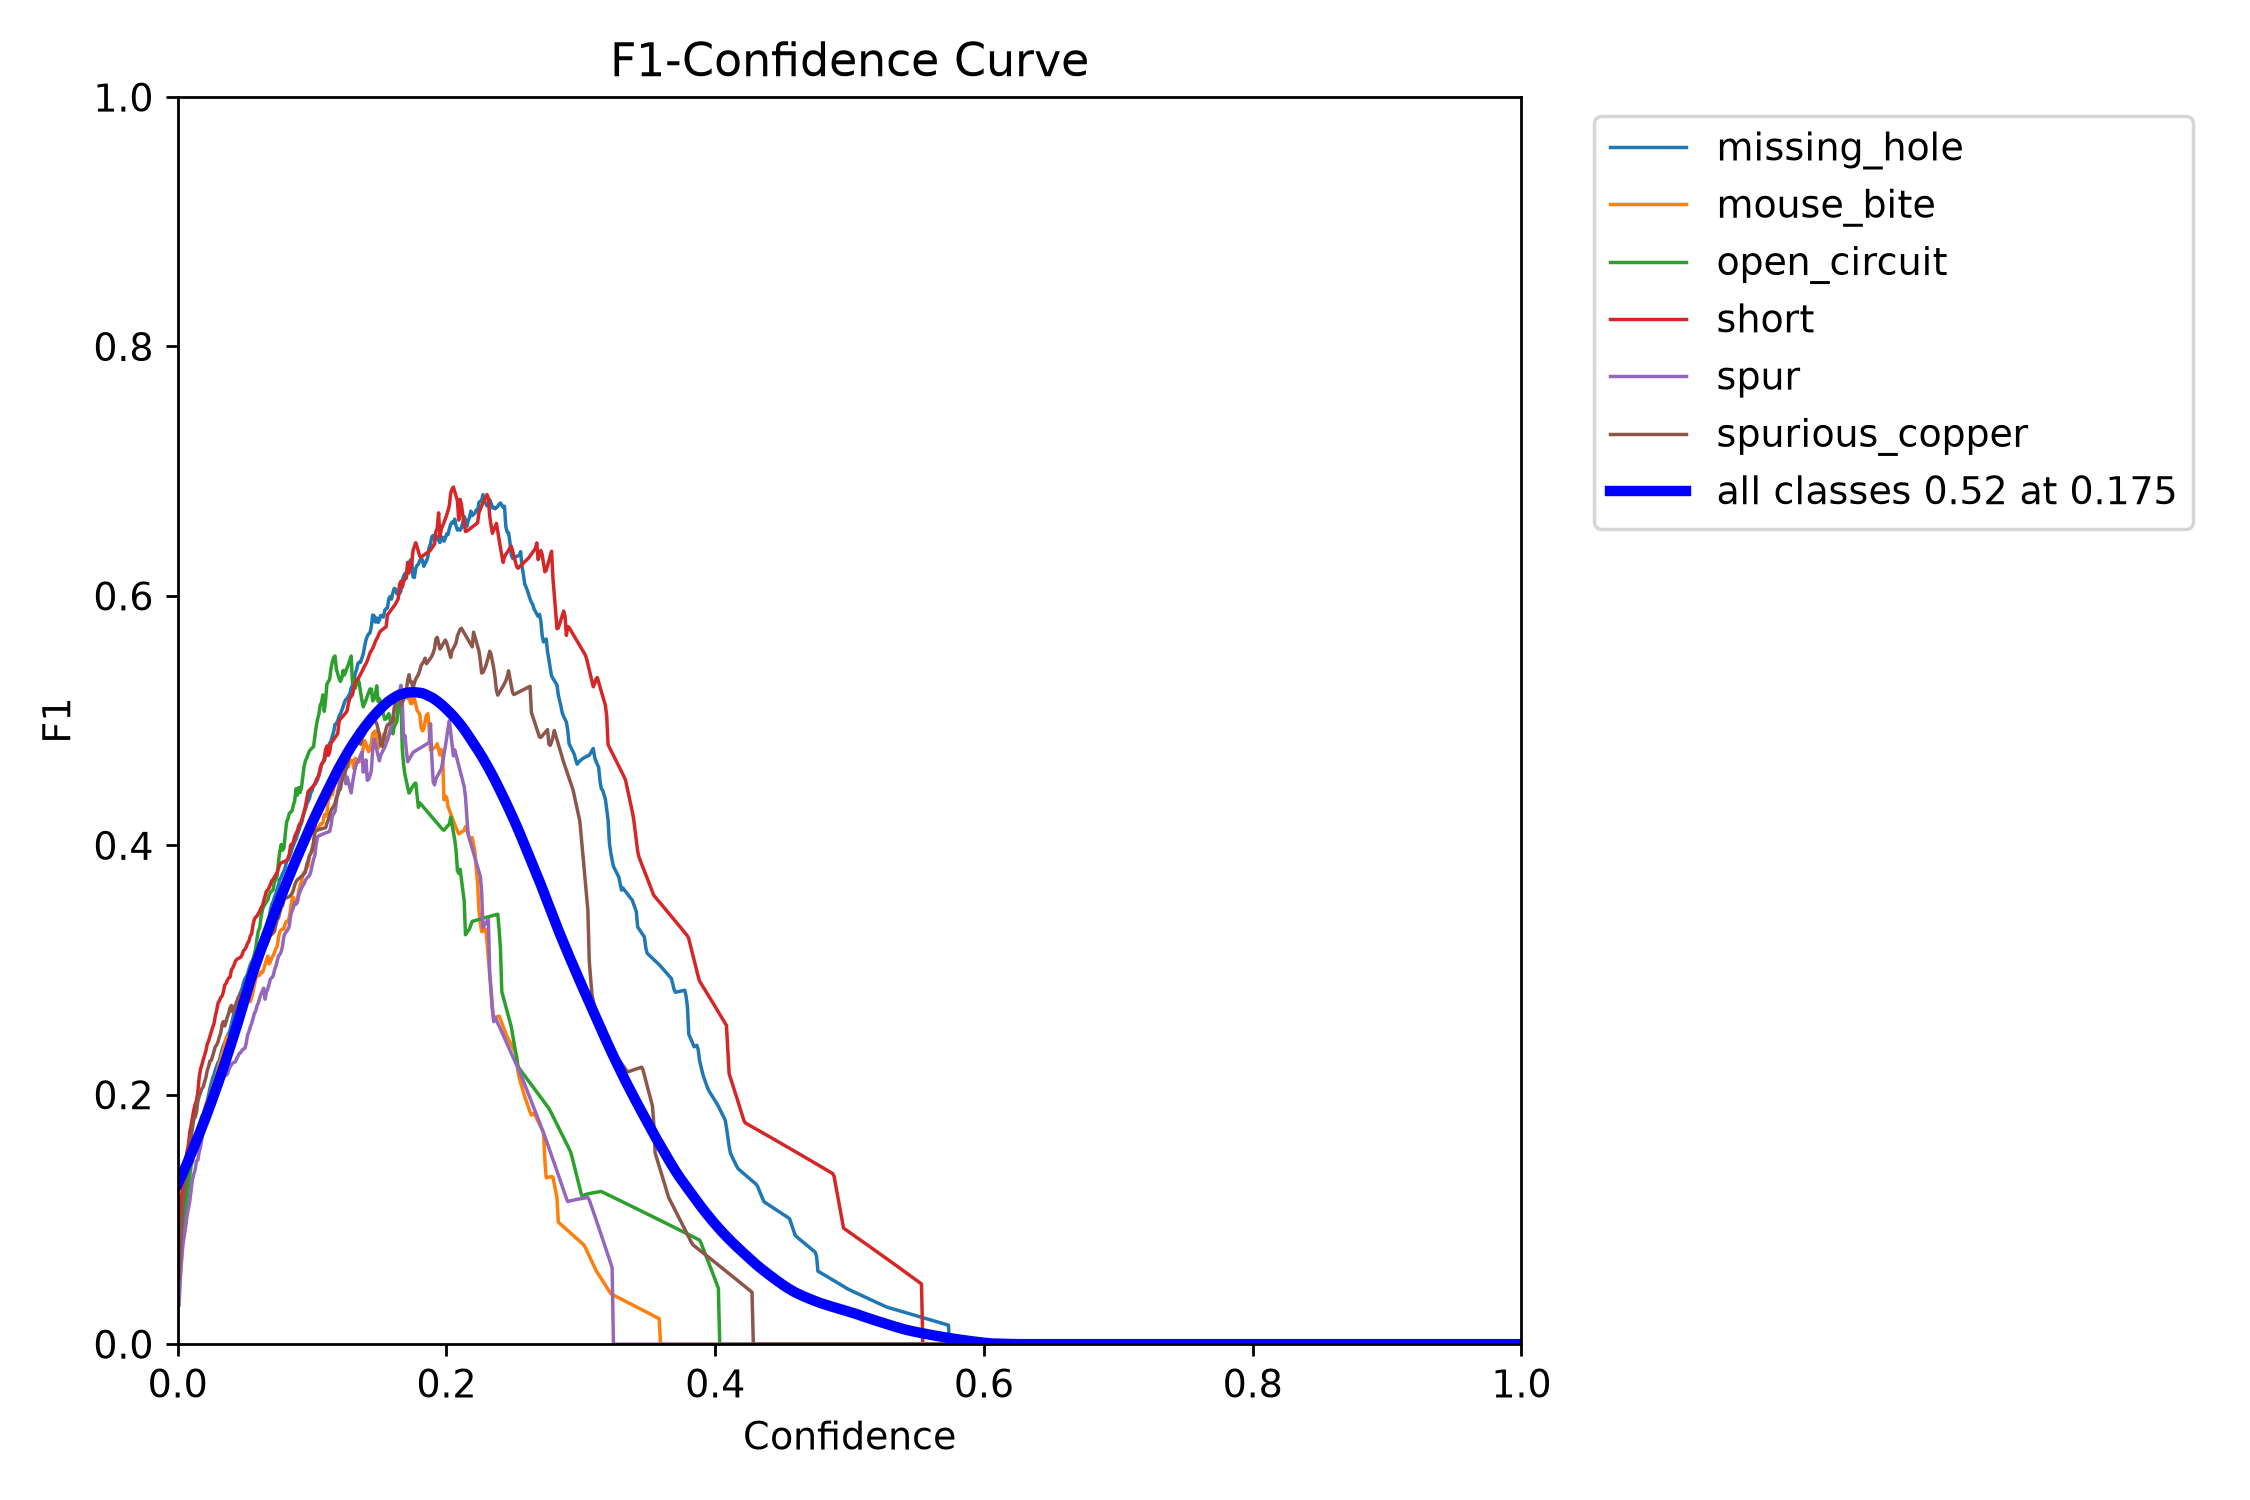 F1-Confidence Curve
1.0
0.8
0.6
0.4
0.2
0.0
F1
0.0 0.2 0.4 0.6 0.8 1.0
Confidence
missing_hole
mouse_bite
open_circuit
short
spur
spurious_copper
all classes 0.52 at 0.175